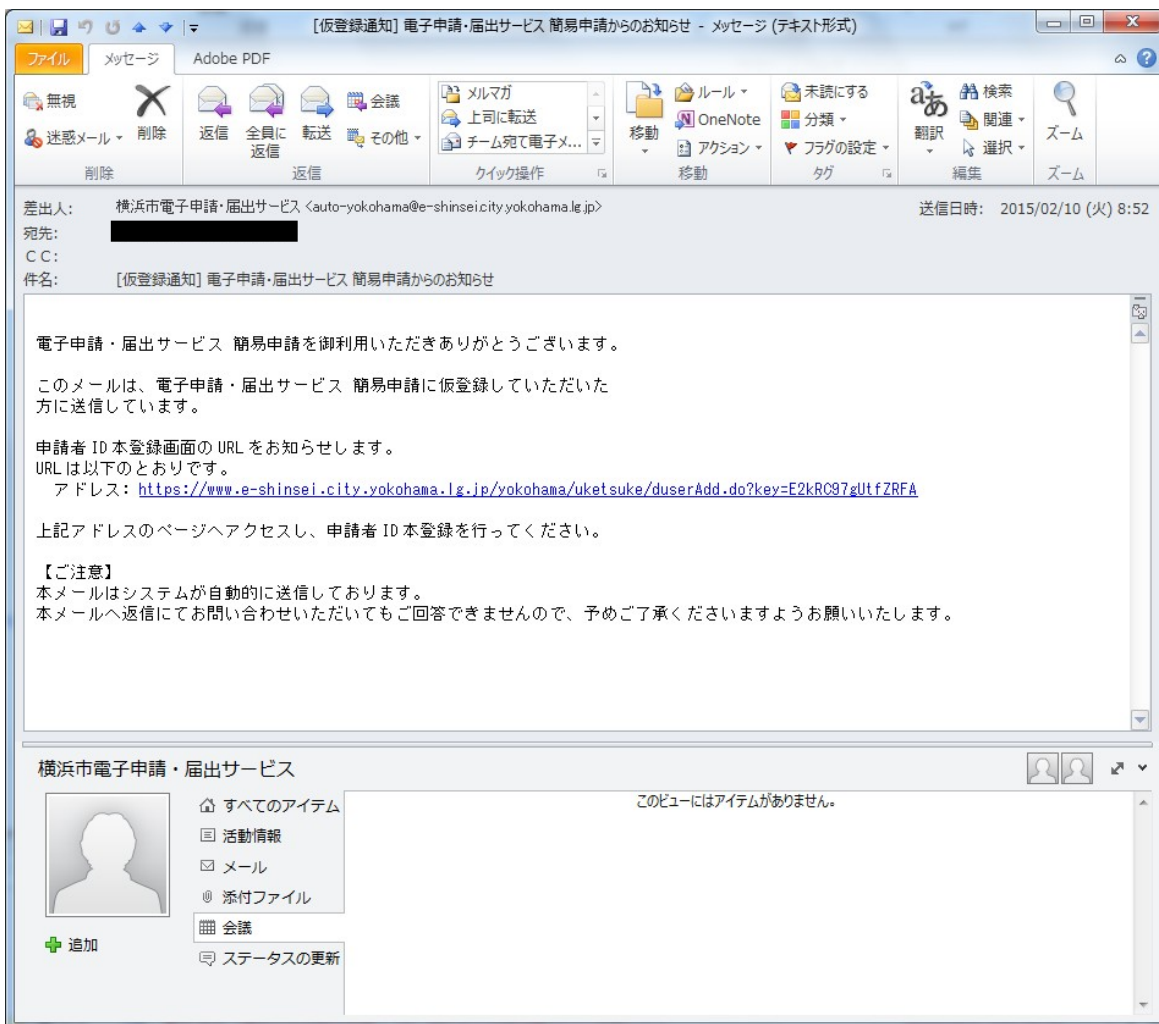 [仮登録通知] 電子申請・届出サービス 簡易申請からのお知らせ - メッセージ (テキスト形式)
ファイル メッセージ Adobe PDF
無視
迷惑メール
削除
削除
返信
全員に返信
転送
会議
その他
返信
メルマガ
上司に転送
チーム宛て電子メ...
クイック操作
移動
ルール
OneNote
アクション
移動
未読にする
分類
フラグの設定
タグ
翻訳
検索
関連
選択
編集
ズーム
ズーム
差出人: 横浜市電子申請・届出サービス <auto-yokohama@e-shinsei.city.yokohama.lg.jp> 送信日時: 2015/02/10 (火) 8:52
宛先:
CC:
件名: [仮登録通知] 電子申請・届出サービス 簡易申請からのお知らせ
電子申請・届出サービス 簡易申請を御利用いただきありがとうございます。
このメールは、電子申請・届出サービス 簡易申請に仮登録していただいた
方に送信しています。
申請者 ID 本登録画面の URL をお知らせします。
URL は以下のとおりです。
アドレス: https://www.e-shinsei.city.yokohama.lg.jp/yokohama/uketsuke/duserAdd.do?key=E2kRC97gUtfZRFA
上記アドレスのページへアクセスし、申請者 ID 本登録を行ってください。
【ご注意】
本メールはシステムが自動的に送信しております。
本メールへ返信にてお問い合わせいただいてもご回答できませんので、予めご了承くださいますようお願いいたします。
横浜市電子申請・届出サービス
すべてのアイテム
活動情報
メール
添付ファイル
会議
ステータスの更新
追加
このビューにはアイテムがありません。